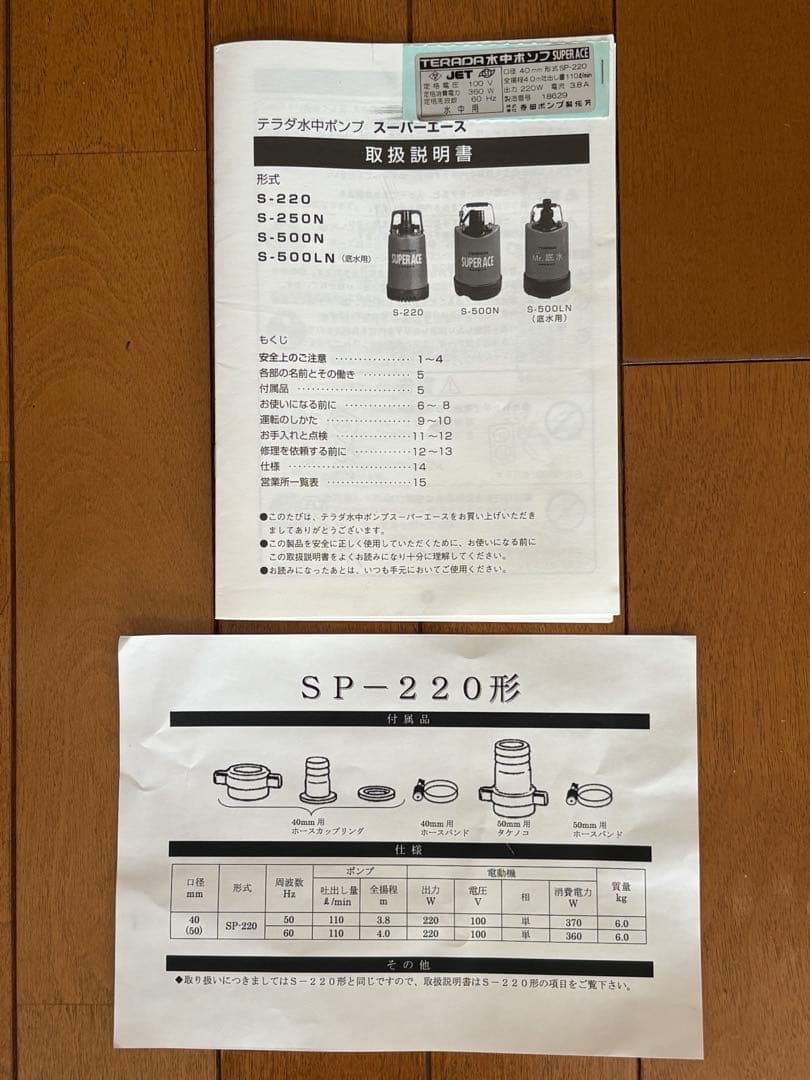 TERADA水中ポンプ SUPER ACE
JET
定格電圧 100 V
定格消費電力 360 W
定格周波数 60 Hz
水中用
口径 40mm 形式SP-220
全揚程4.0m吐出し量110ℓ/min
出力 220W 電流 3.8A
製造番号 18629
株式会社 寺田ポンプ製作所
テラダ水中ポンプ スーパーエース
取扱説明書
形式
S-220
S-250N
S-500N
S-500LN (底水用)
SUPER ACE
SUPER ACE
Mr.底水
S-220
S-500N
S-500LN
(底水用)
もくじ
安全上のご注意 ················ 1〜4
各部の名前とその働き ·········· 5
付属品 ······················ 5
お使いになる前に ············ 6〜 8
運転のしかた ················ 9〜10
お手入れと点検 ·············· 11〜12
修理を依頼する前に ·········· 12〜13
仕様 ························ 14
営業所一覧表 ················ 15
●このたびは、テラダ水中ポンプスーパーエースをお買い上げいただき
ましてありがとうございます。
●この製品を安全に正しく使用していただくために、お使いになる前に
この取扱説明書をよくお読みになり十分に理解してください。
●お読みになったあとは、いつも手元においてご使用ください。
SP－220形
付属品
40mm用
ホースカップリング
40mm用
ホースバンド
50mm用
タケノコ
50mm用
ホースバンド
仕様
口径 mm 形式 周波数 Hz ポンプ 電動機 質量 kg
吐出し量 ℓ/min 全揚程 m 出力 W 電圧 V 相 消費電力 W
40 (50) SP-220 50 110 3.8 220 100 単 370 6.0
60 110 4.0 220 100 単 360 6.0
その他
◆取り扱いにつきましてはS－220形と同じですので、取扱説明書はS－220形の項目をご覧下さい。